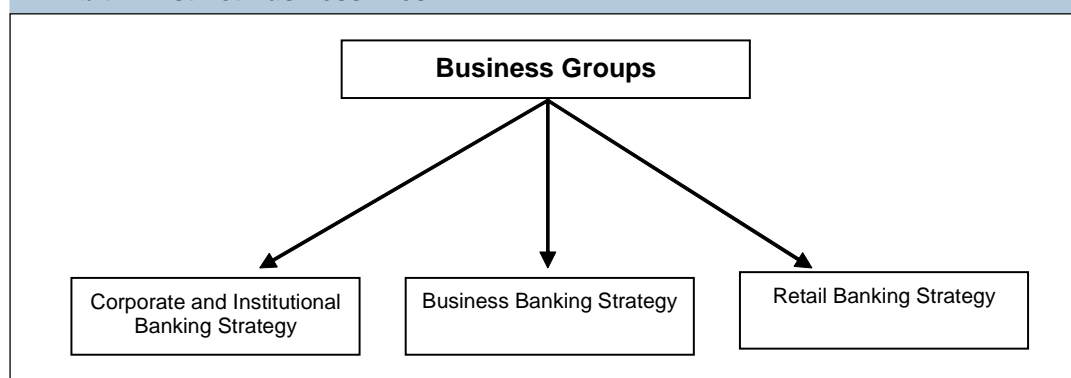 Business Groups
Corporate and Institutional
Banking Strategy
Business Banking Strategy
Retail Banking Strategy